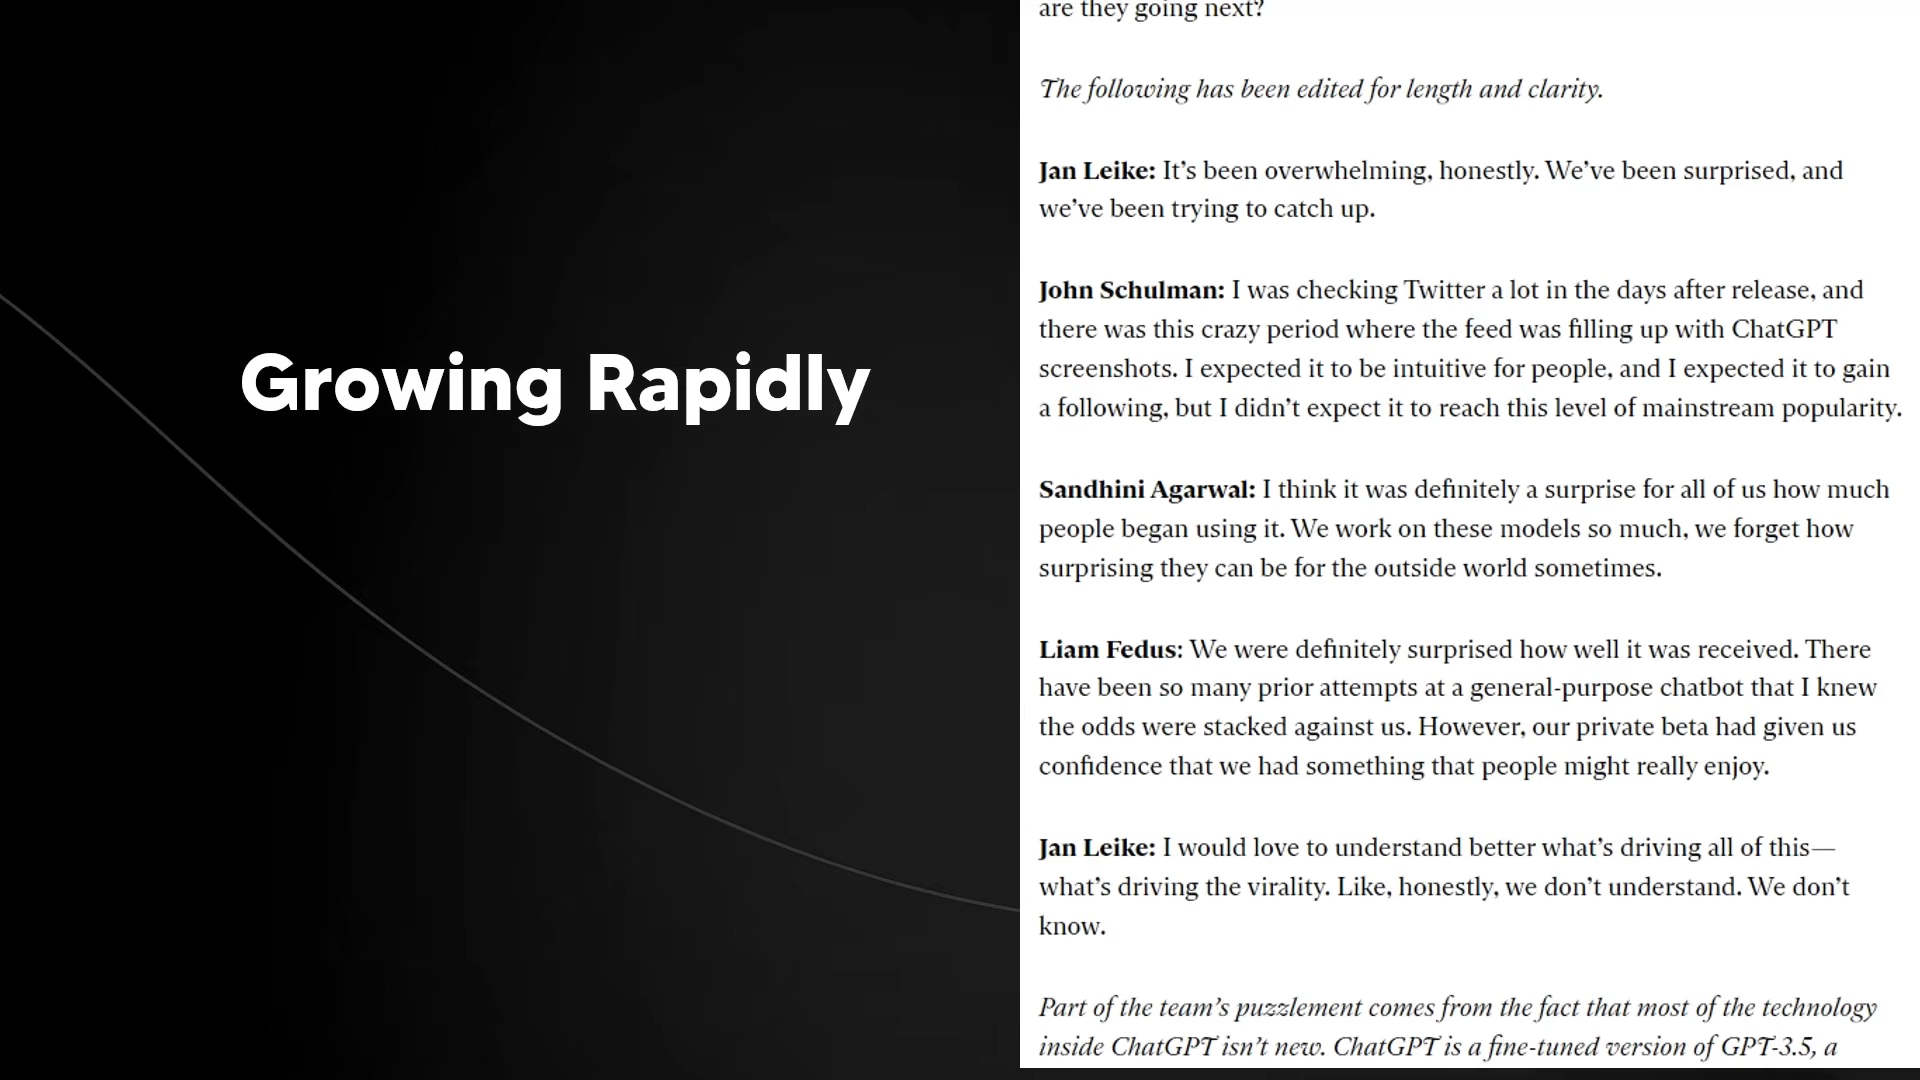 Growing Rapidly
are they going next?
The following has been edited for length and clarity.
Jan Leike: It’s been overwhelming, honestly. We’ve been surprised, and
we’ve been trying to catch up.
John Schulman: I was checking Twitter a lot in the days after release, and
there was this crazy period where the feed was filling up with ChatGPT
screenshots. I expected it to be intuitive for people, and I expected it to gain
a following, but I didn’t expect it to reach this level of mainstream popularity.
Sandhini Agarwal: I think it was definitely a surprise for all of us how much
people began using it. We work on these models so much, we forget how
surprising they can be for the outside world sometimes.
Liam Fedus: We were definitely surprised how well it was received. There
have been so many prior attempts at a general-purpose chatbot that I knew
the odds were stacked against us. However, our private beta had given us
confidence that we had something that people might really enjoy.
Jan Leike: I would love to understand better what’s driving all of this—
what’s driving the virality. Like, honestly, we don’t understand. We don’t
know.
Part of the team’s puzzlement comes from the fact that most of the technology
inside ChatGPT isn’t new. ChatGPT is a fine-tuned version of GPT-3.5, a